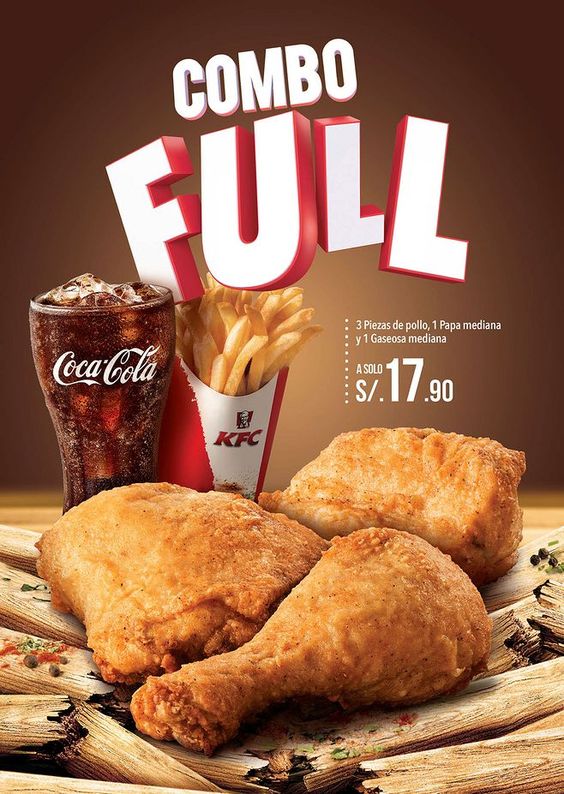 COMBO
FULL
3 Piezas de pollo, 1 Papa mediana
y 1 Gaseosa mediana
A SOLO
S/.17.90
Coca-Cola
KFC